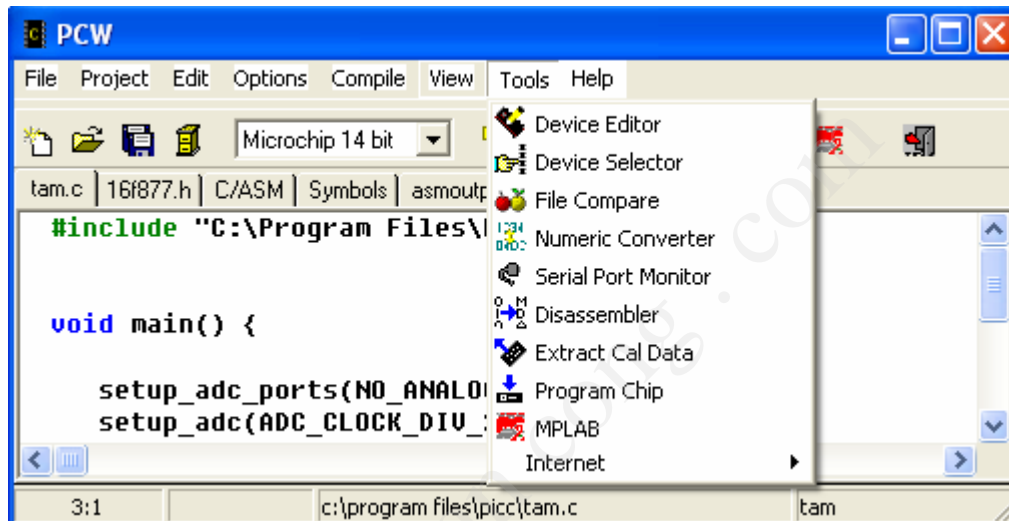 PCW
File Project Edit Options Compile View Tools Help
Microchip 14 bit
tam.c 16f877.h C/ASM Symbols asmoutp
#include "C:\Program Files\
void main() {
setup_adc_ports(NO_ANALO
setup_adc(ADC_CLOCK_DIV_
Device Editor
Device Selector
File Compare
Numeric Converter
Serial Port Monitor
Disassembler
Extract Cal Data
Program Chip
MPLAB
Internet
3:1 c:\program files\picc\tam.c tam